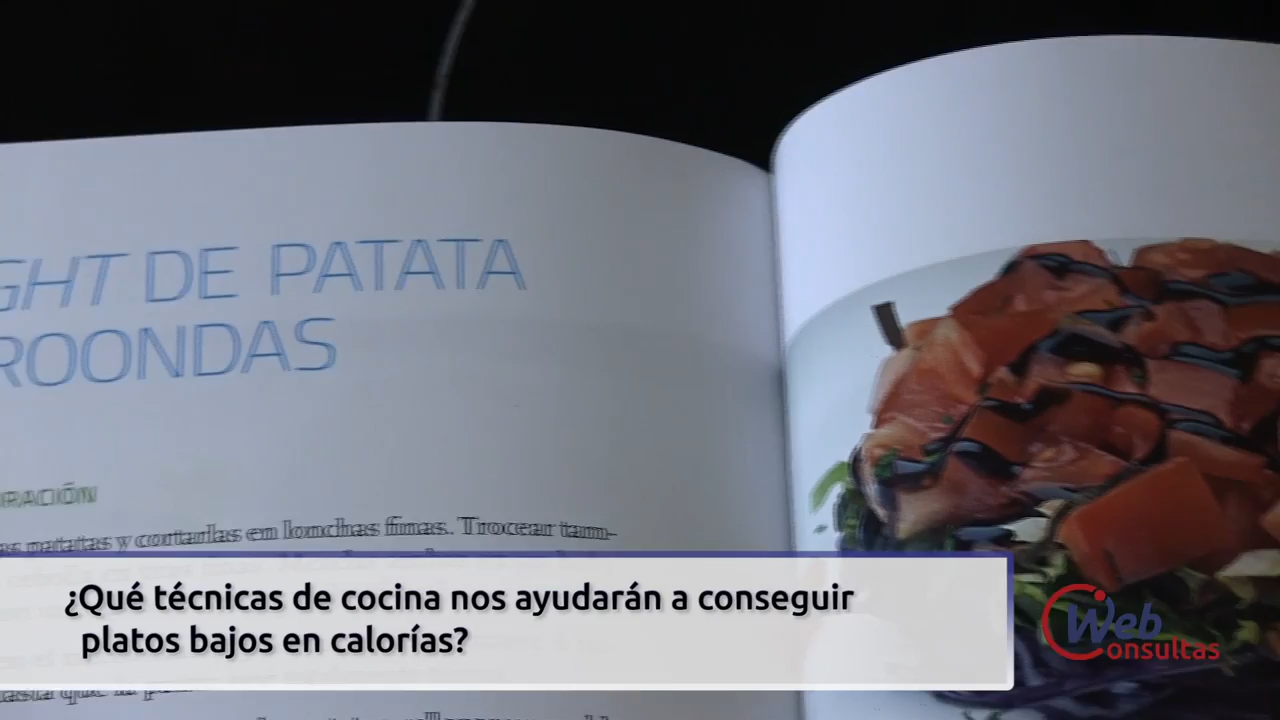 GHT DE PATATA
ROONDAS
RACIÓN
as patatas y cortarlas en lonchas finas. Trocear tam-
¿Qué técnicas de cocina nos ayudarán a conseguir
platos bajos en calorías?
Web
Consultas